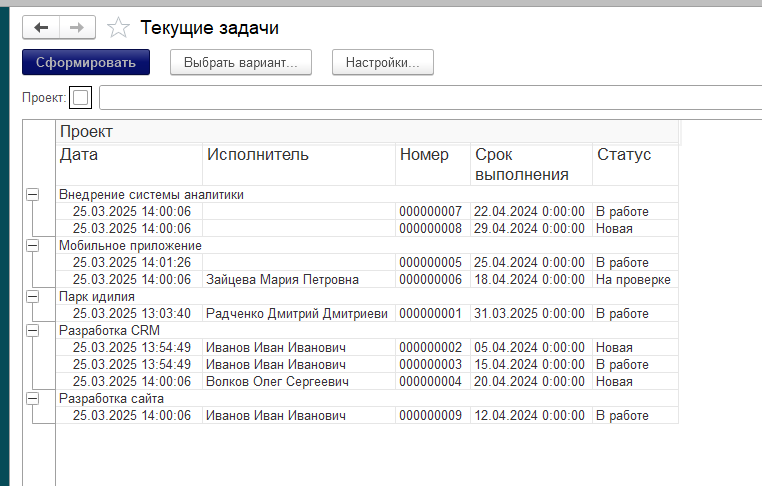 Текущие задачи
Сформировать Выбрать вариант... Настройки...
Проект:
Проект
Дата Исполнитель Номер Срок выполнения Статус
Внедрение системы аналитики
25.03.2025 14:00:06 000000007 22.04.2024 0:00:00 В работе
25.03.2025 14:00:06 000000008 29.04.2024 0:00:00 Новая
Мобильное приложение
25.03.2025 14:01:26 000000005 25.04.2024 0:00:00 В работе
25.03.2025 14:00:06 Зайцева Мария Петровна 000000006 18.04.2024 0:00:00 На проверке
Парк идилия
25.03.2025 13:03:40 Радченко Дмитрий Дмитриеви 000000001 31.03.2025 0:00:00 В работе
Разработка CRM
25.03.2025 13:54:49 Иванов Иван Иванович 000000002 05.04.2024 0:00:00 Новая
25.03.2025 13:54:49 Иванов Иван Иванович 000000003 15.04.2024 0:00:00 В работе
25.03.2025 14:00:06 Волков Олег Сергеевич 000000004 20.04.2024 0:00:00 Новая
Разработка сайта
25.03.2025 14:00:06 Иванов Иван Иванович 000000009 12.04.2024 0:00:00 В работе